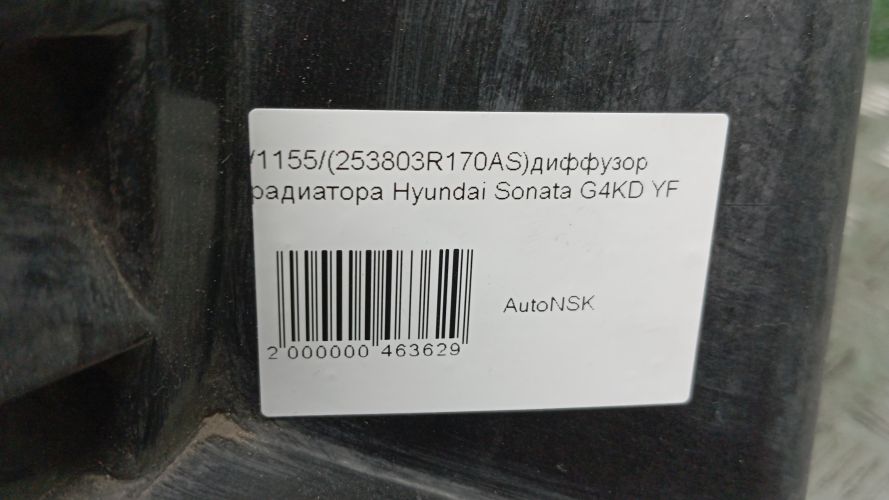 /1155/(253803R170AS)диффузор
радиатора Hyundai Sonata G4KD YF
AutoNSK
2 000000 463629